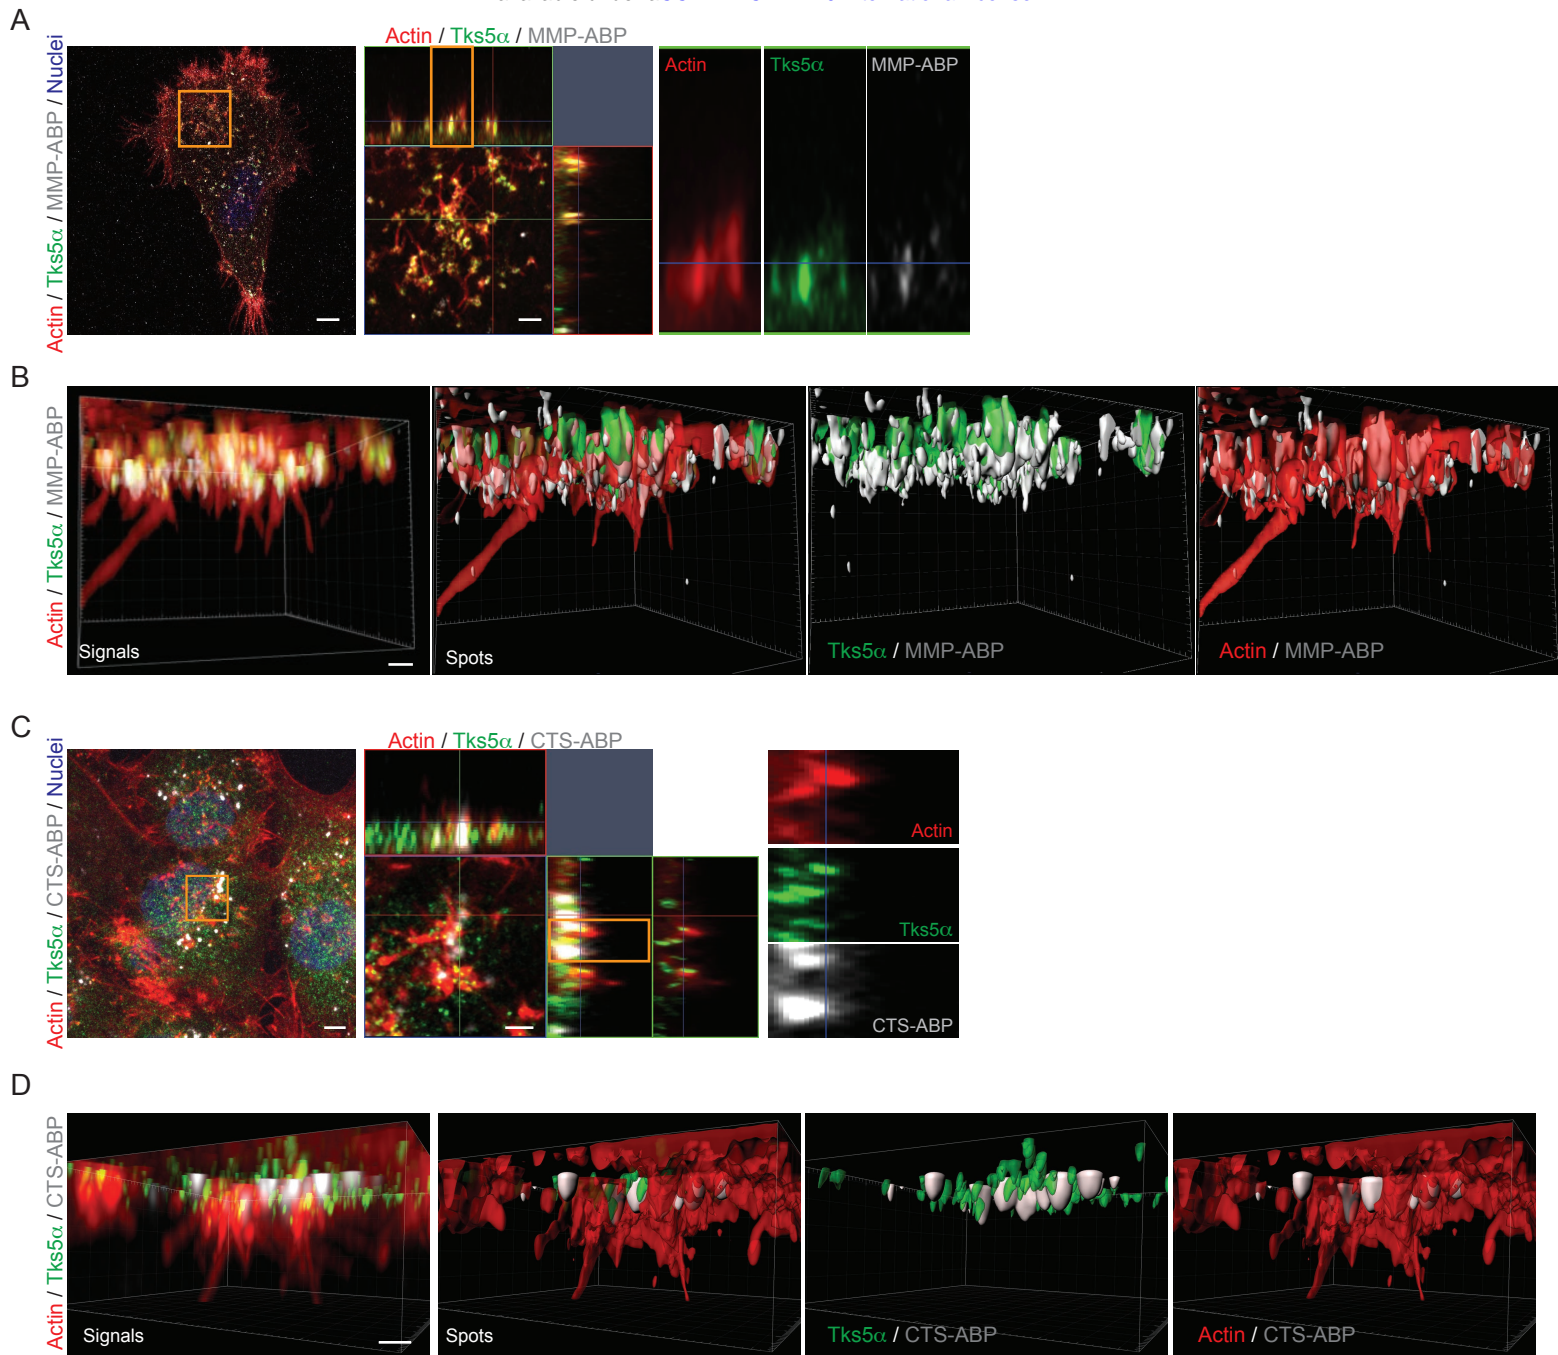 A
Actin / Tks5α / MMP-ABP / Nuclei
Actin / Tks5α / MMP-ABP
Actin
Tks5α
MMP-ABP
B
Actin / Tks5α / MMP-ABP
Signals
Spots
Tks5α / MMP-ABP
Actin / MMP-ABP
C
Actin / Tks5α / CTS-ABP / Nuclei
Actin / Tks5α / CTS-ABP
Actin
Tks5α
CTS-ABP
D
Actin / Tks5α / CTS-ABP
Signals
Spots
Tks5α / CTS-ABP
Actin / CTS-ABP